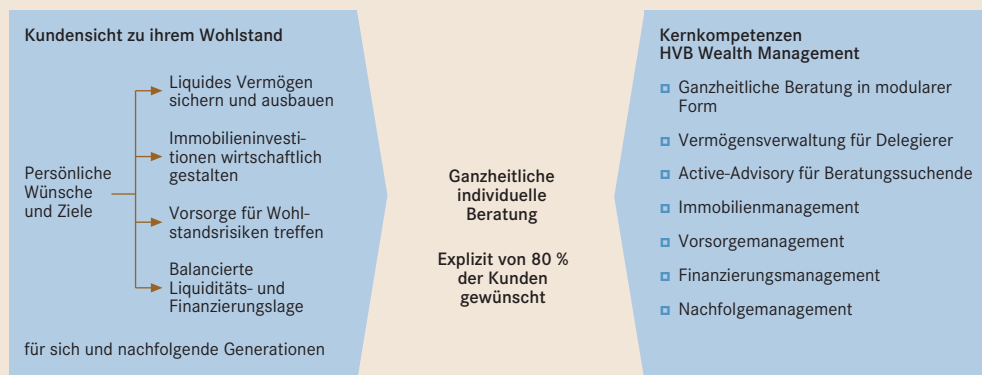 Kundensicht zu ihrem Wohlstand
Persönliche
Wünsche
und Ziele
Liquides Vermögen
sichern und ausbauen
Immobilieninvesti-
tionen wirtschaftlich
gestalten
Vorsorge für Wohl-
standsrisiken treffen
Balancierte
Liquiditäts- und
Finanzierungslage
für sich und nachfolgende Generationen
Ganzheitliche
individuelle
Beratung
Explizit von 80 %
der Kunden
gewünscht
Kernkompetenzen
HVB Wealth Management
Ganzheitliche Beratung in modularer
Form
Vermögensverwaltung für Delegierer
Active-Advisory für Beratungssuchende
Immobilienmanagement
Vorsorgemanagement
Finanzierungsmanagement
Nachfolgemanagement